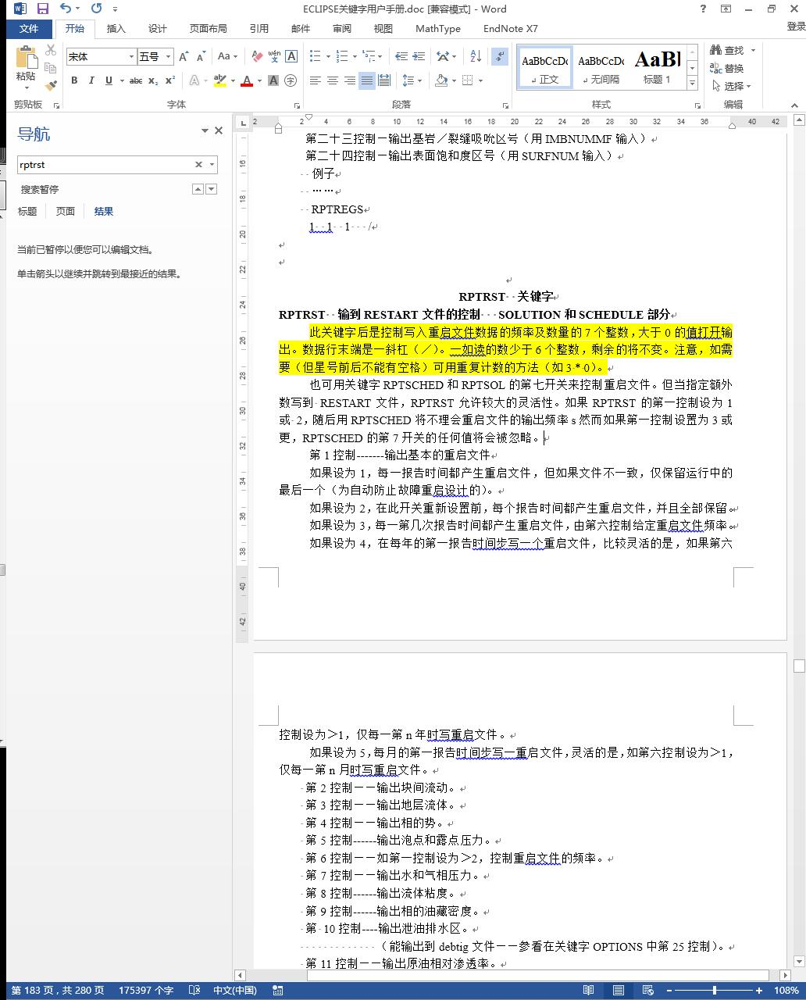 ECLIPSE关键字用户手册.doc [兼容模式] - Word
文件 开始 插入 设计 页面布局 引用 邮件 审阅 视图 MathType EndNote X7 登录
宋体 五号
粘贴
剪贴板 字体 段落 样式 编辑
AaBbCcDc AaBbCcDc AaBl
正文 无间隔 标题 1
查找
替换
选择
导航
rptrst
搜索暂停
标题 页面 结果
当前已暂停以便您可以编辑文档。
单击箭头以继续并跳转到最接近的结果。
2 2 4 6 8 10 12 14 16 18 20 22 24 26 28 30 32 34 36 40 42
第二十三控制－输出基岩／裂缝吸吮区号（用 IMBNUMMF 输入）
第二十四控制－输出表面饱和度区号（用 SURFNUM 输入）
例子
……
RPTREGS
1 1 1 /
RPTRST 关键字
RPTRST 输到 RESTART 文件的控制 SOLUTION 和 SCHEDULE 部分
此关键字后是控制写入重启文件数据的频率及数量的 7 个整数，大于 0 的值打开输
出。数据行末端是一斜杠（／）。一如读的数少于 6 个整数，剩余的将不变。注意，如需
要（但星号前后不能有空格）可用重复计数的方法（如 3 * 0）。
也可用关键字 RPTSCHED 和 RPTSOL 的第七开关来控制重启文件。但当指定额外
数写到 RESTART 文件，RPTRST 允许较大的灵活性。如果 RPTRST 的第一控制设为 1
或 2，随后用 RPTSCHED 将不理会重启文件的输出频率 s 然而如果第一控制设置为 3 或
更，RPTSCHED 的第 7 开关的任何值将会被忽略。
第 1 控制-------输出基本的重启文件
如果设为 1，每一报告时间都产生重启文件，但如果文件不一致，仅保留运行中的
最后一个（为自动防止故障重启设计的）。
如果设为 2，在此开关重新设置前，每个报告时间都产生重启文件，并且全部保留。
如果设为 3，每一第几次报告时间都产生重启文件，由第六控制给定重启文件频率。
如果设为 4，在每年的第一报告时间步写一个重启文件，比较灵活的是，如果第六
控制设为＞1，仅每一第 n 年时写重启文件。
如果设为 5，每月的第一报告时间步写一重启文件，灵活的是，如第六控制设为＞1，
仅每一第 n 月时写重启文件。
第 2 控制－－输出块间流动。
第 3 控制－－输出地层流体。
第 4 控制－－输出相的势。
第 5 控制------输出泡点和露点压力。
第 6 控制－－如第一控制设为＞2，控制重启文件的频率。
第 7 控制－－输出水和气相压力。
第 8 控制------输出流体粘度。
第 9 控制------输出相的油藏密度。
第 10 控制----输出泄油排水区。
（能输出到 debtig 文件－－参看在关键字 OPTIONS 中第 25 控制）。
第 11 控制－－输出原油相对渗透率。
第 183 页，共 280 页 175397 个字 中文(中国) 108%